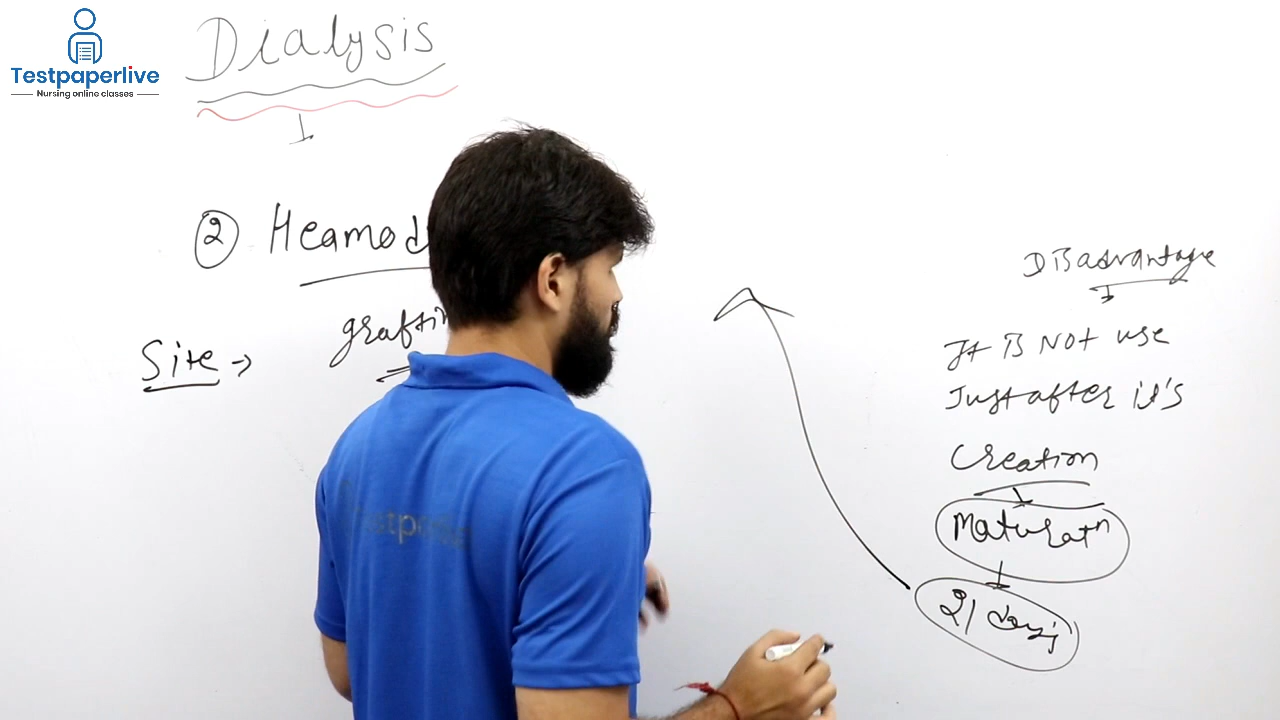 Testpaperlive
Nursing online classes
Dialysis
② Heamod
Site → graftin
Disadvantage
It is Not use
Just after it's
Creation
Maturatn
21 days